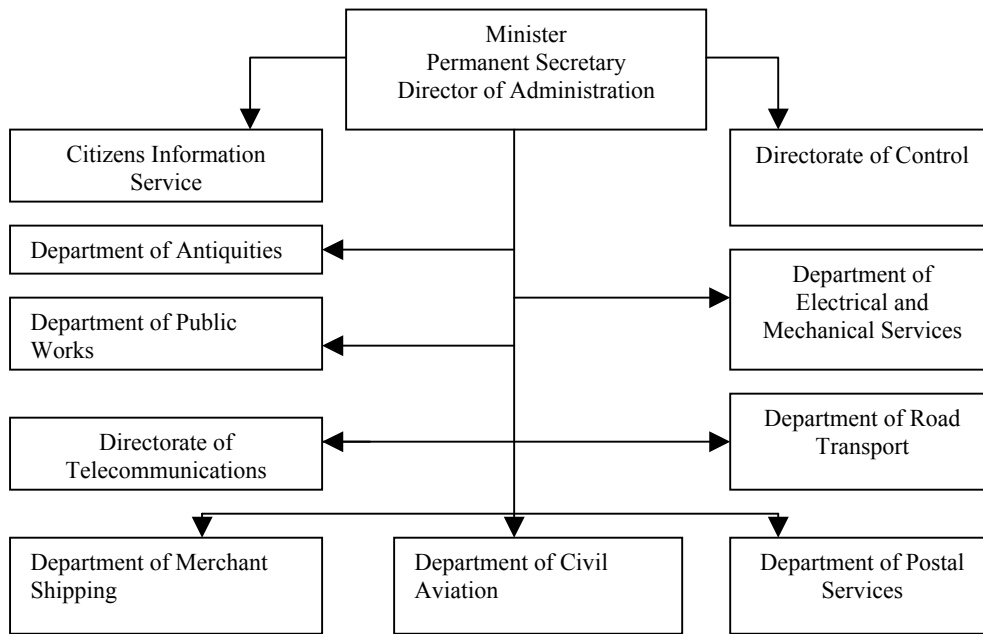 Minister
Permanent Secretary
Director of Administration
Citizens Information
Service
Directorate of Control
Department of Antiquities
Department of
Electrical and
Mechanical Services
Department of Public
Works
Directorate of
Telecommunications
Department of Road
Transport
Department of Merchant
Shipping
Department of Civil
Aviation
Department of Postal
Services